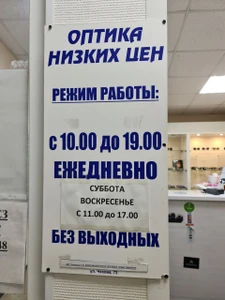 ОПТИКА
НИЗКИХ ЦЕН
РЕЖИМ РАБОТЫ:
с 10.00 до 19.00
ЕЖЕДНЕВНО
СУББОТА
ВОСКРЕСЕНЬЕ
С 11.00 до 17.00
БЕЗ ВЫХОДНЫХ